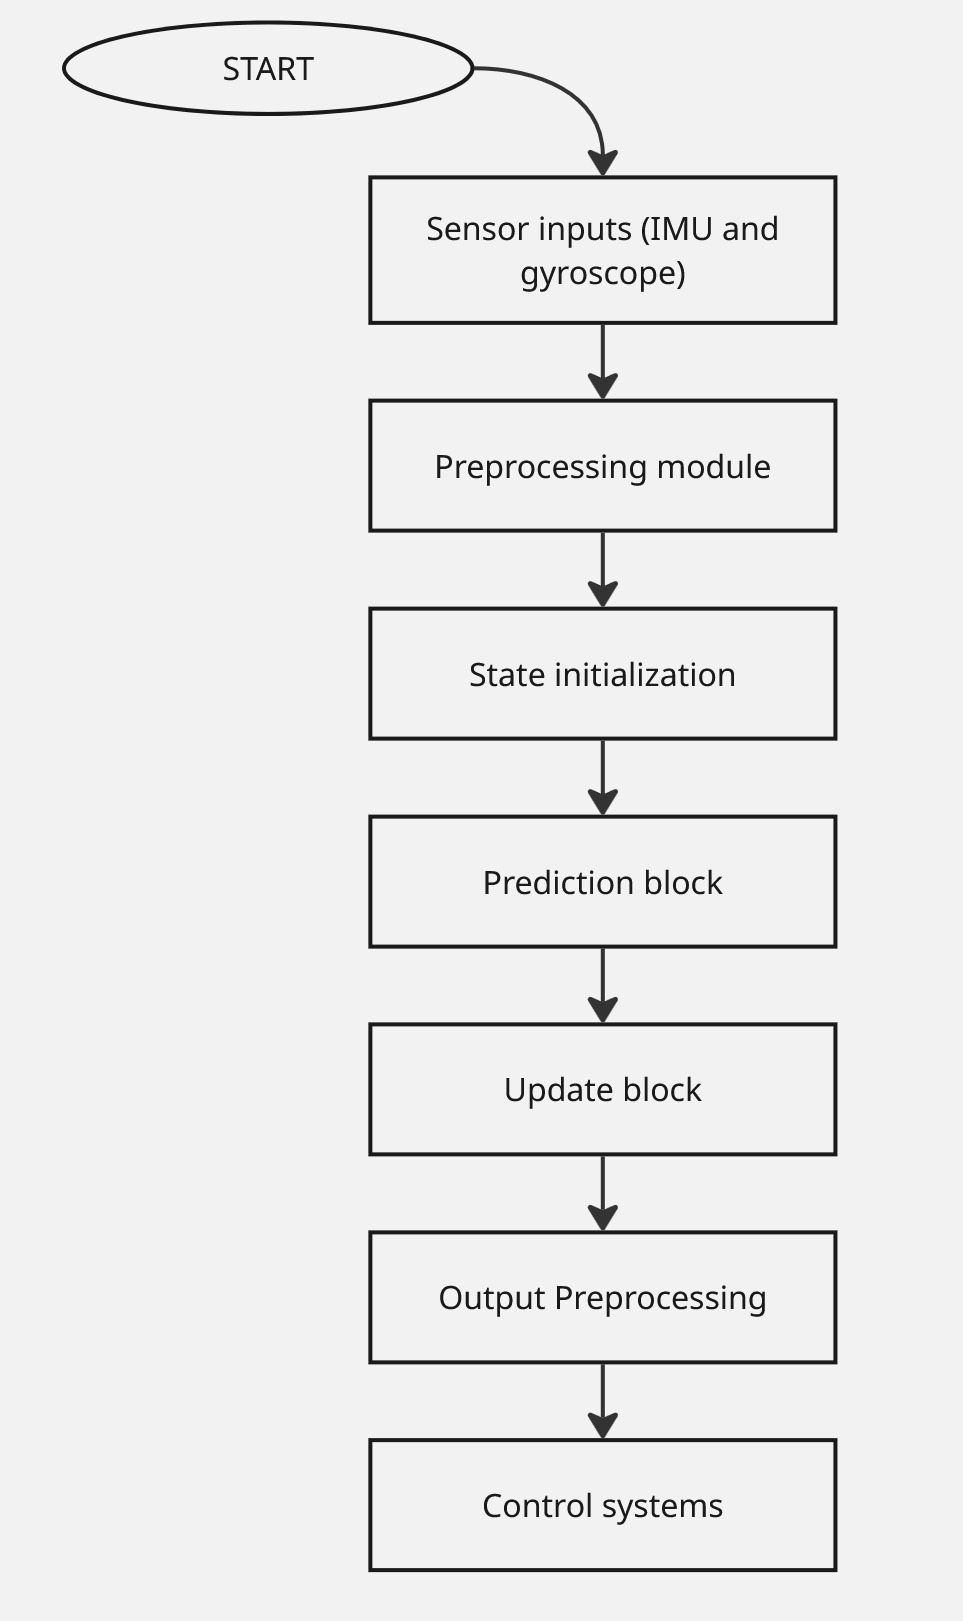 START
Sensor inputs (IMU and
gyroscope)
Preprocessing module
State initialization
Prediction block
Update block
Output Preprocessing
Control systems